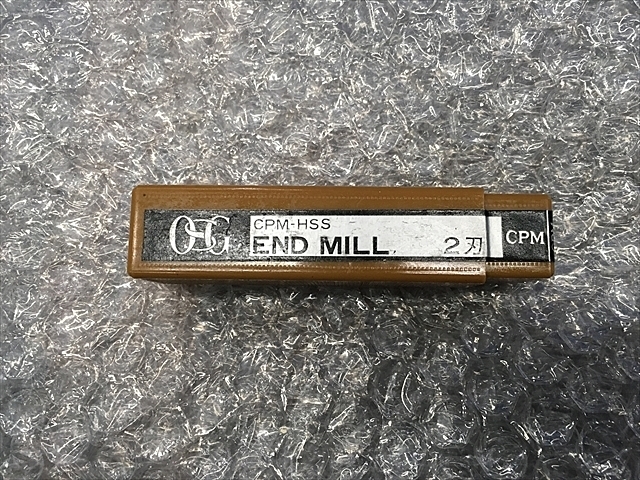 OSG
CPM-HSS
END MILL 2刃
CPM